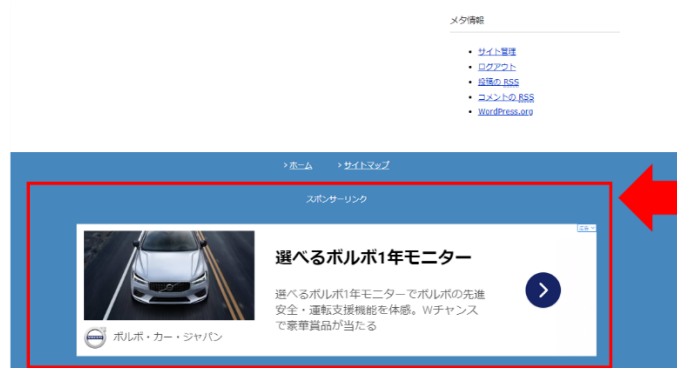 メタ情報
サイト管理
ログアウト
投稿の RSS
コメントの RSS
WordPress.org
>ホーム >サイトマップ
スポンサーリンク
広告
選べるボルボ1年モニター
選べるボルボ1年モニターでボルボの先進
安全・運転支援機能を体感。Wチャンス
で豪華賞品が当たる
ボルボ・カー・ジャパン